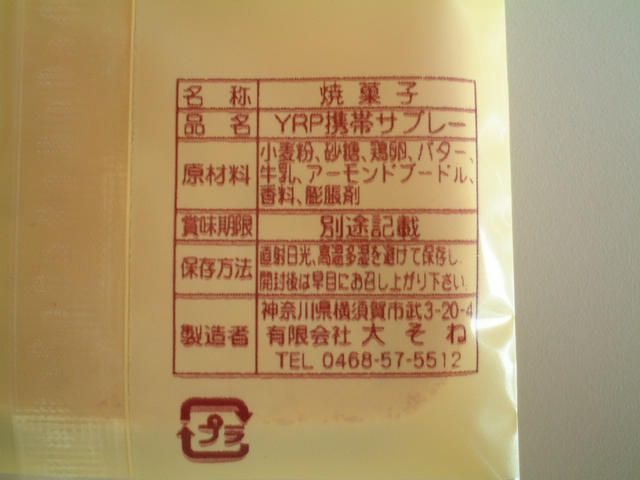 名称 焼菓子
品名 YRP携帯サブレー
原材料 小麦粉、砂糖、鶏卵、バター、
牛乳、アーモンドプードル、
香料、膨脹剤
賞味期限 別途記載
保存方法 直射日光、高温多湿を避けて保存し
開封後は早目にお召し上がり下さい.
製造者 神奈川県横須賀市武3-20-4
有限会社 大そね
TEL 0468-57-5512
プラ